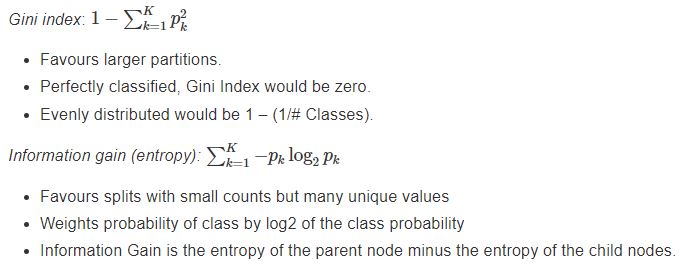 Gini index: 1 − ∑_{k=1}^{K} p_k^2
• Favours larger partitions.
• Perfectly classified, Gini Index would be zero.
• Evenly distributed would be 1 – (1/# Classes).
Information gain (entropy): ∑_{k=1}^{K} −p_k log_2 p_k
• Favours splits with small counts but many unique values
• Weights probability of class by log2 of the class probability
• Information Gain is the entropy of the parent node minus the entropy of the child nodes.